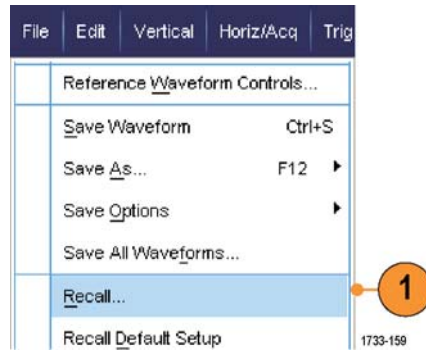 File Edit Vertical Horiz/Acq Trig
Reference Waveform Controls...
Save Waveform Ctrl+S
Save As... F12
Save Options
Save All Waveforms...
Recall...
1
Recall Default Setup
1733-159